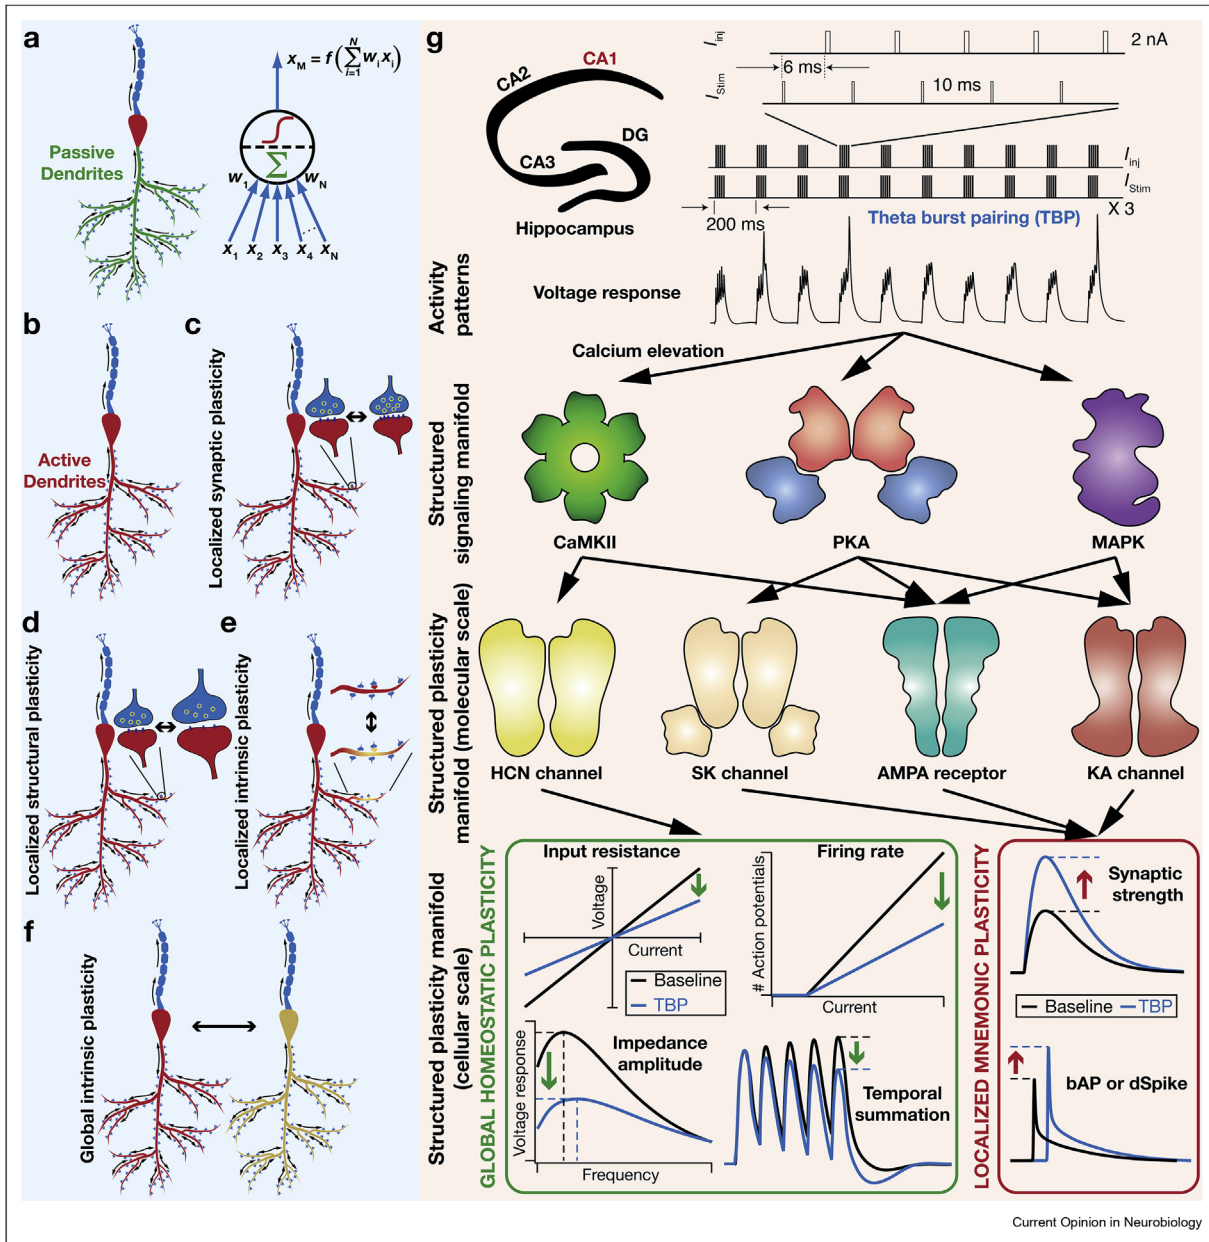 a
x_M = f(∑_{i=1}^{N} w_i x_i)
Passive
Dendrites
Σ
w_1
w_N
x_1 x_2 x_3 x_4 ... x_N
b
Active
Dendrites
c
Localized synaptic plasticity
d
Localized structural plasticity
e
Localized intrinsic plasticity
f
Global intrinsic plasticity
g
CA1
CA2
DG
CA3
Hippocampus
I_inj
2 nA
6 ms
I_Stim
10 ms
I_inj
I_Stim
X 3
200 ms
Theta burst pairing (TBP)
Activity
patterns
Voltage response
Calcium elevation
Structured
signaling manifold
CaMKII
PKA
MAPK
Structured plasticity
manifold (molecular scale)
HCN channel
SK channel
AMPA receptor
KA channel
Structured plasticity manifold
(cellular scale)
GLOBAL HOMEOSTATIC PLASTICITY
Input resistance
Voltage
Current
Baseline
TBP
Firing rate
# Action potentials
Current
Impedance
amplitude
Voltage response
Frequency
Temporal
summation
LOCALIZED MNEMONIC PLASTICITY
Synaptic
strength
Baseline TBP
bAP or dSpike
Current Opinion in Neurobiology